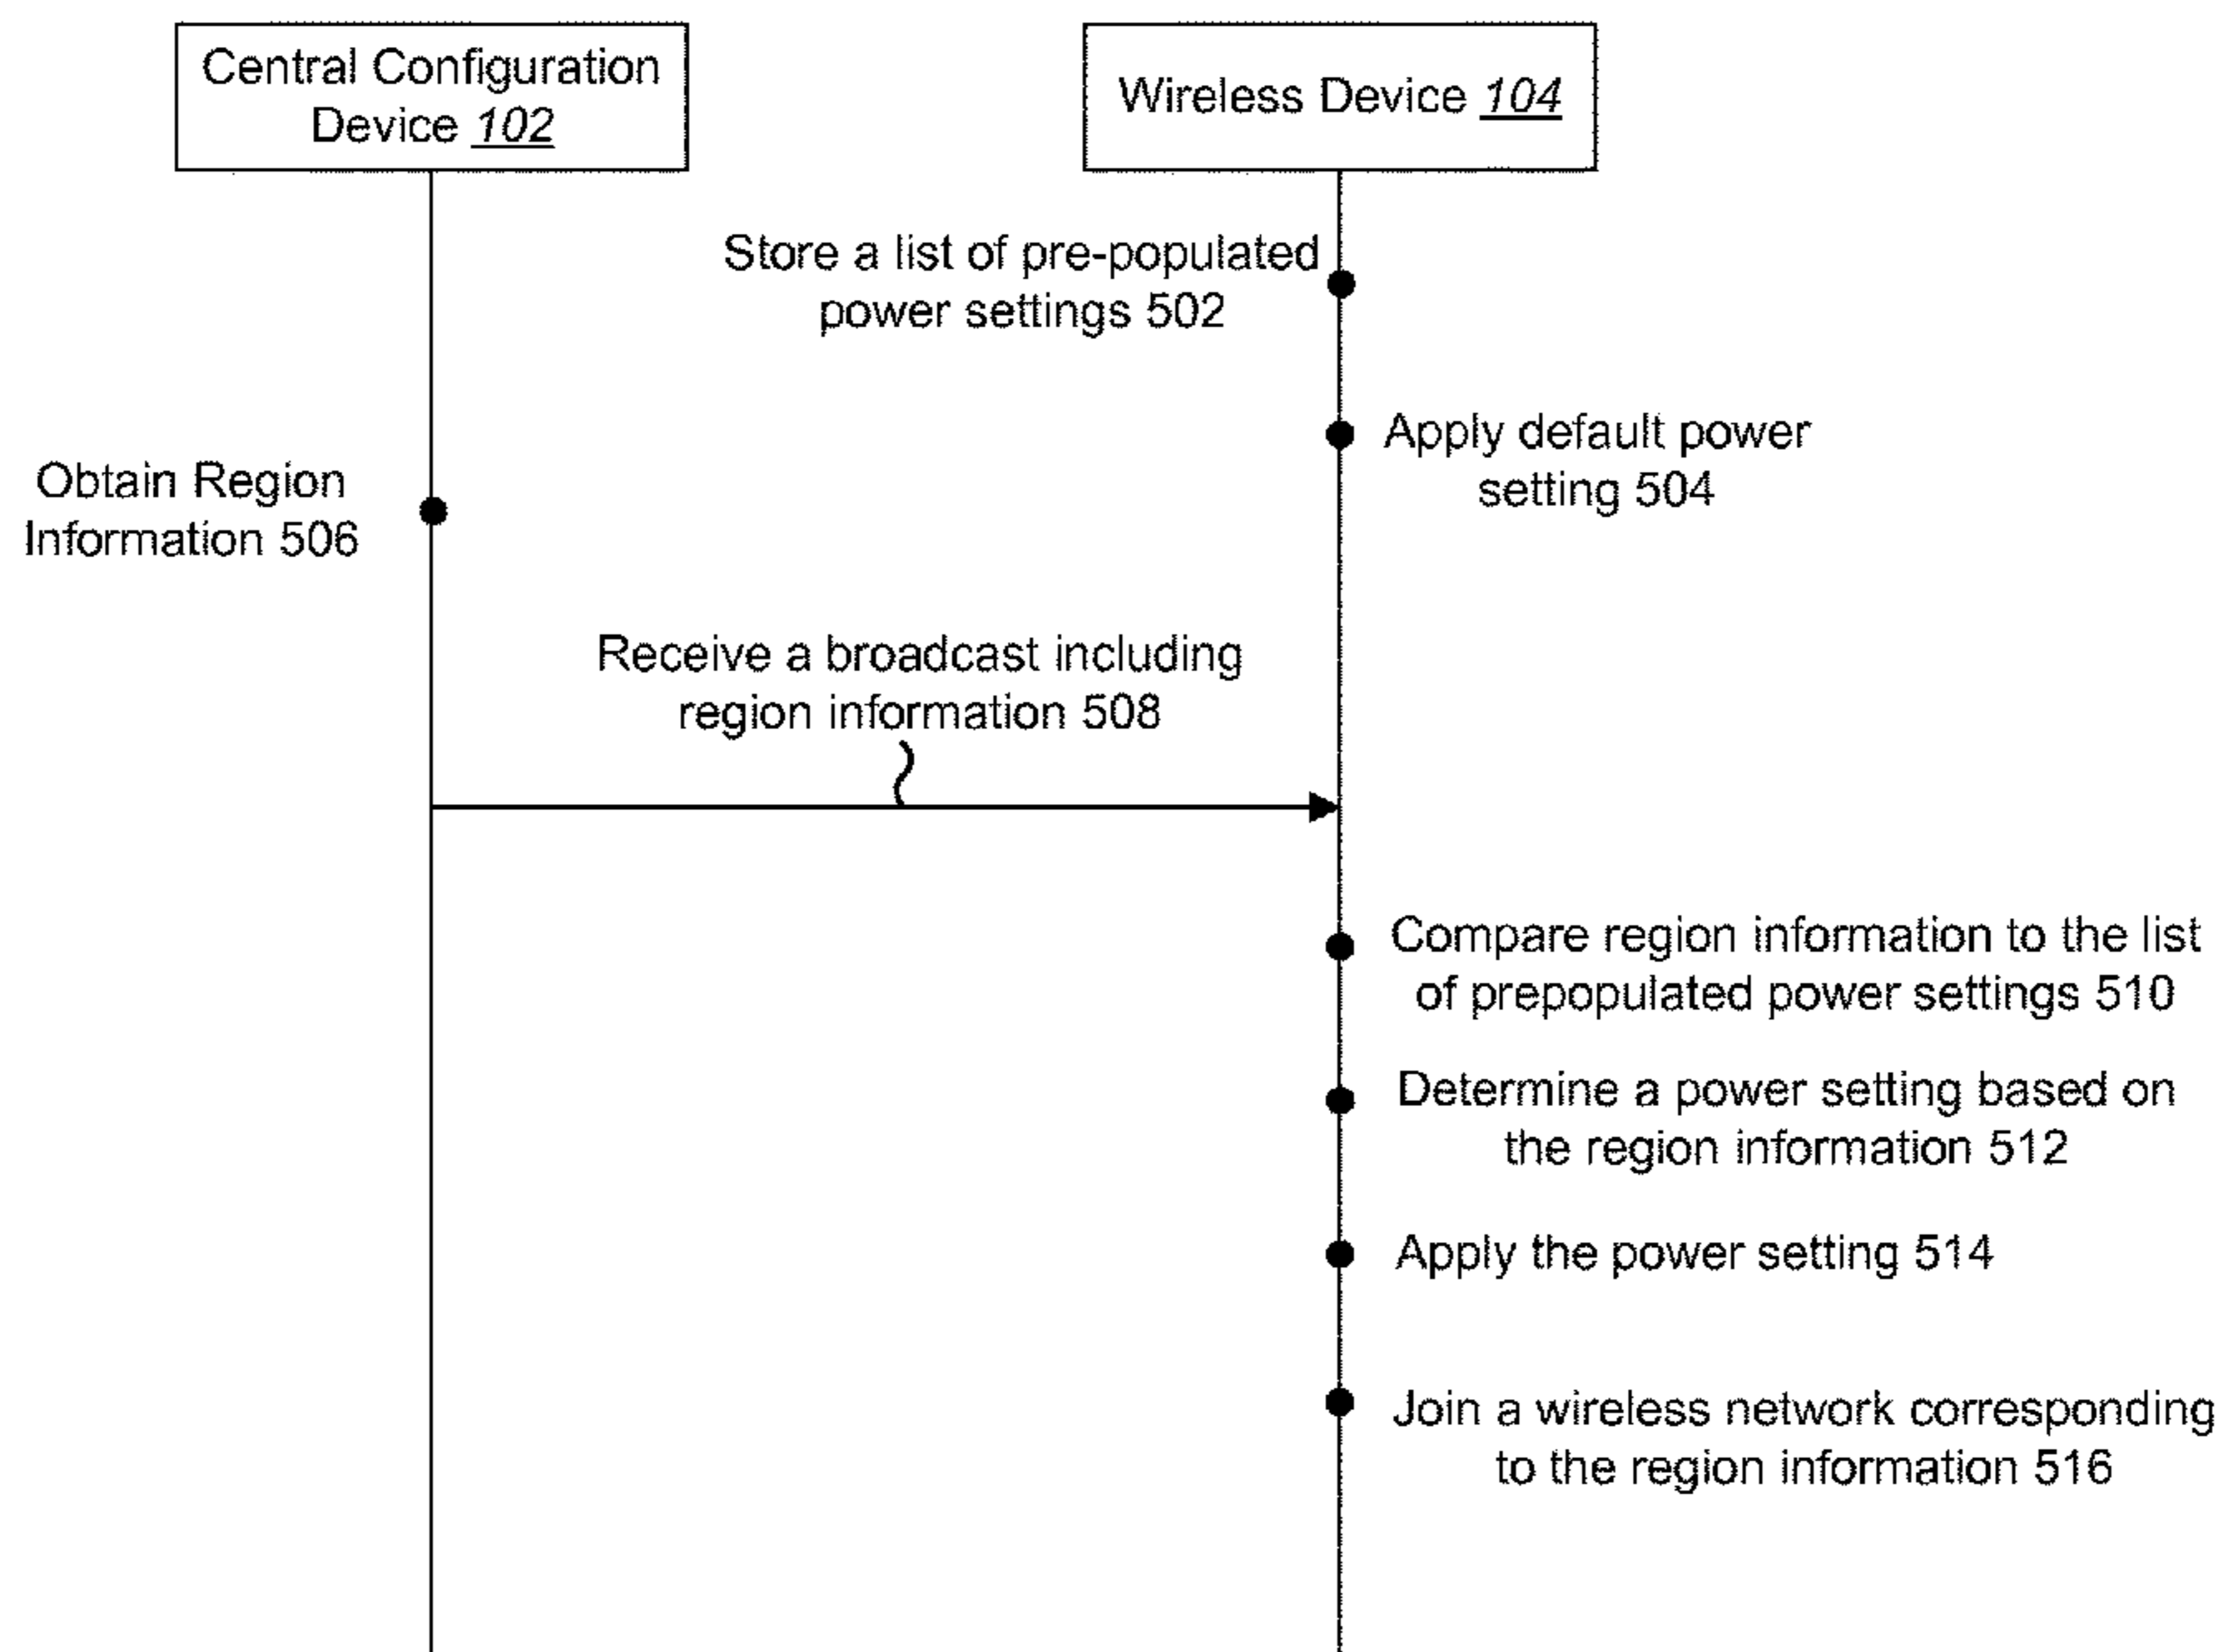 Central Configuration
Device 102
Wireless Device 104
Store a list of pre-populated
power settings 502
Apply default power
setting 504
Obtain Region
Information 506
Receive a broadcast including
region information 508
Compare region information to the list
of prepopulated power settings 510
Determine a power setting based on
the region information 512
Apply the power setting 514
Join a wireless network corresponding
to the region information 516